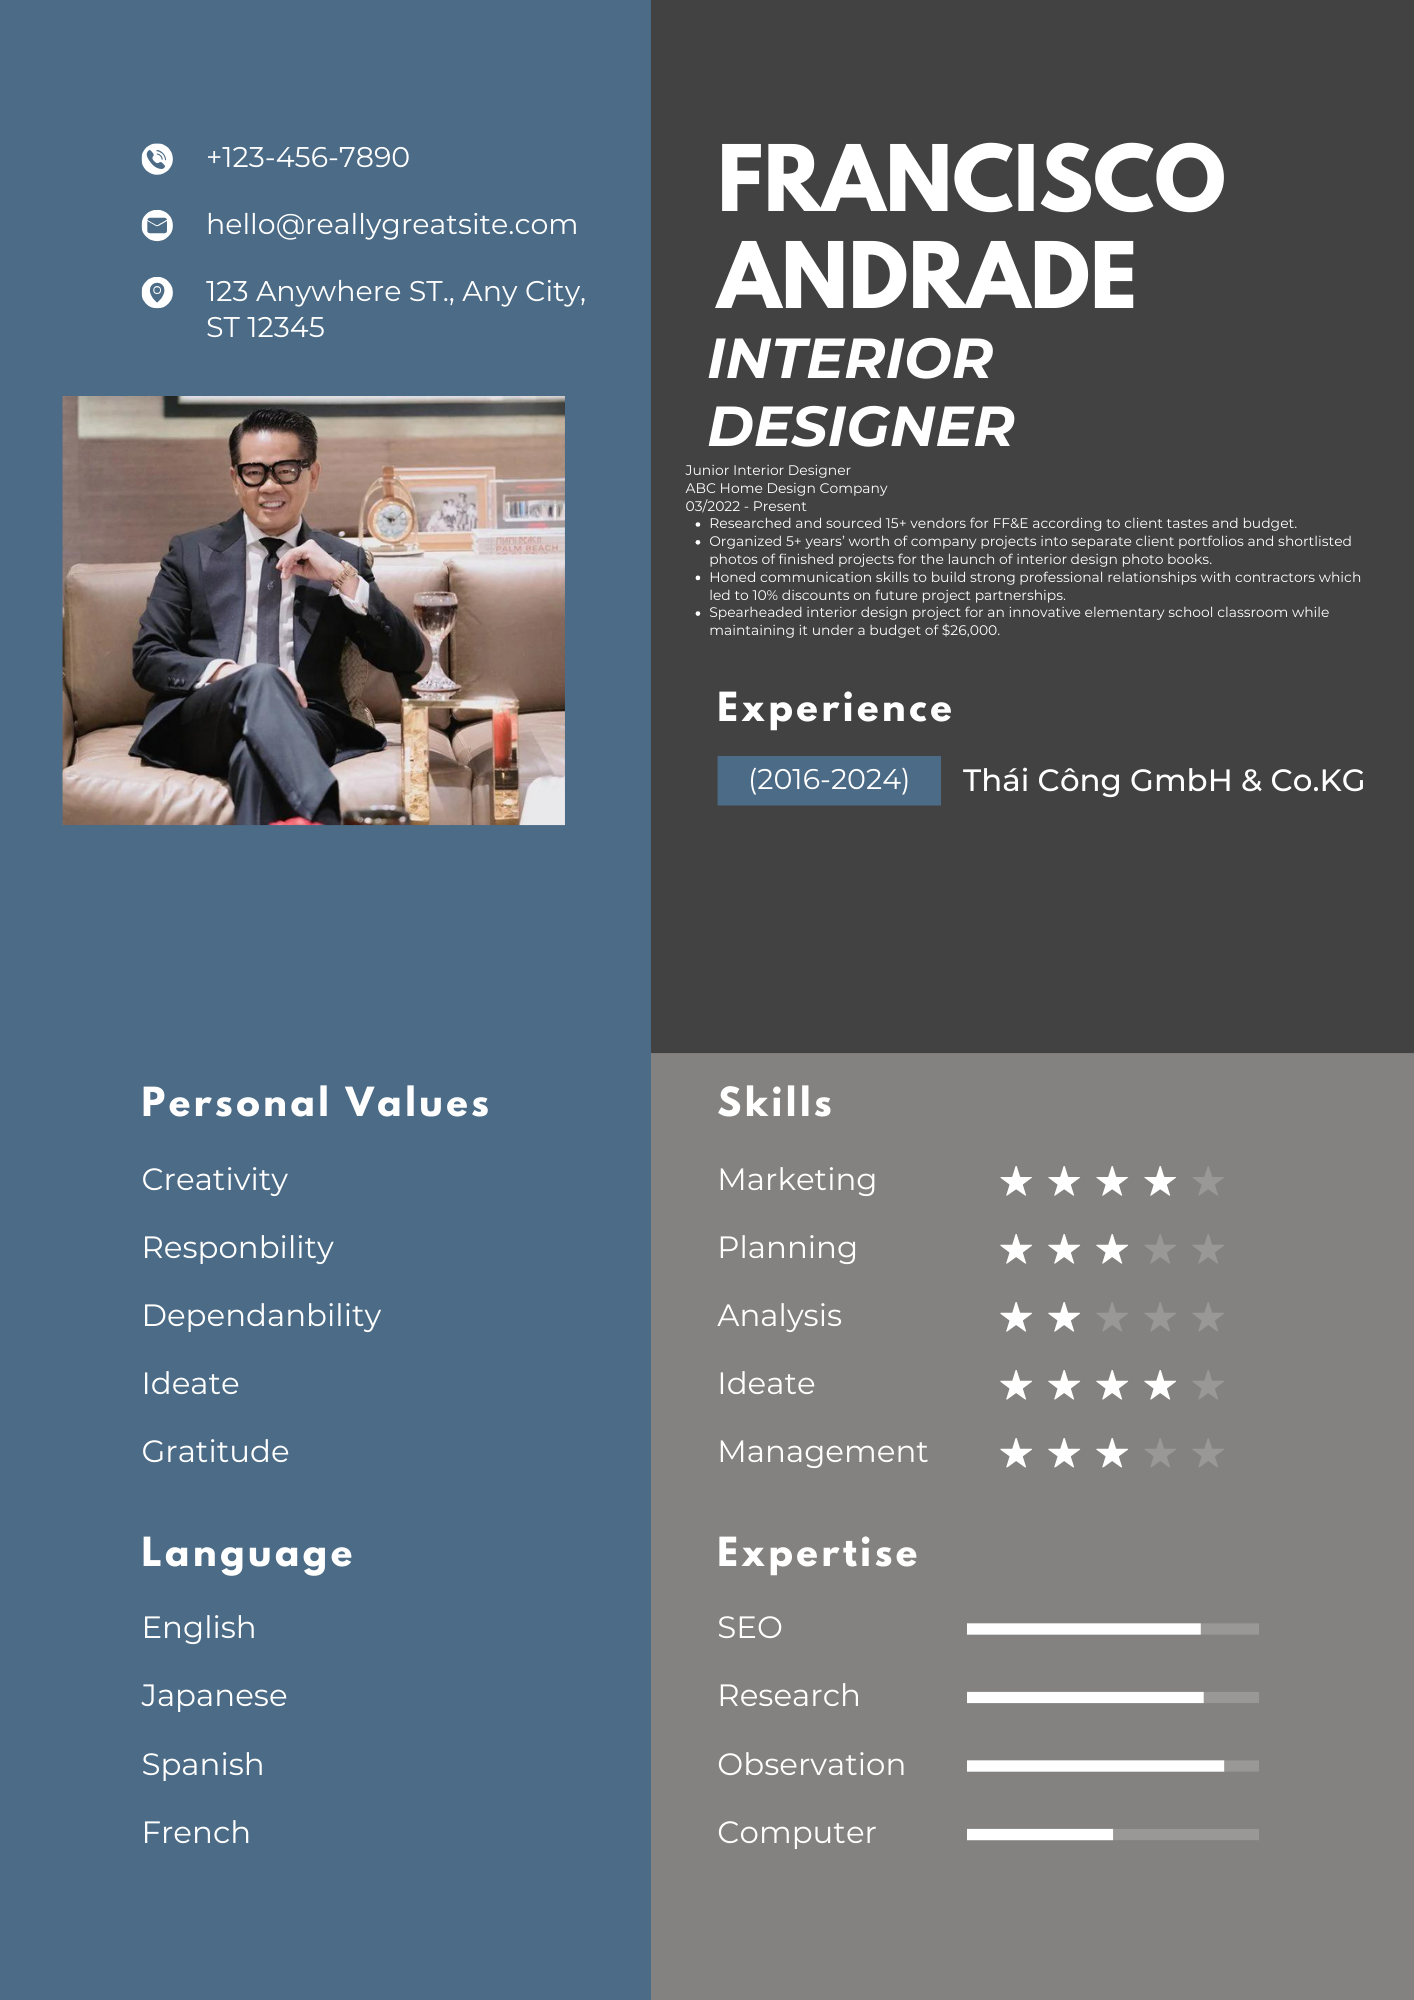 +123-456-7890
hello@reallygreatsite.com
123 Anywhere ST., Any City,
ST 12345
PALM BEACH
FRANCISCO
ANDRADE
INTERIOR
DESIGNER
Junior Interior Designer
ABC Home Design Company
03/2022 - Present
• Researched and sourced 15+ vendors for FF&E according to client tastes and budget.
• Organized 5+ years’ worth of company projects into separate client portfolios and shortlisted
photos of finished projects for the launch of interior design photo books.
• Honed communication skills to build strong professional relationships with contractors which
led to 10% discounts on future project partnerships.
• Spearheaded interior design project for an innovative elementary school classroom while
maintaining it under a budget of $26,000.
Experience
(2016-2024) Thái Công GmbH & Co.KG
Personal Values
Creativity
Responbility
Dependanbility
Ideate
Gratitude
Language
English
Japanese
Spanish
French
Skills
Marketing
Planning
Analysis
Ideate
Management
Expertise
SEO
Research
Observation
Computer